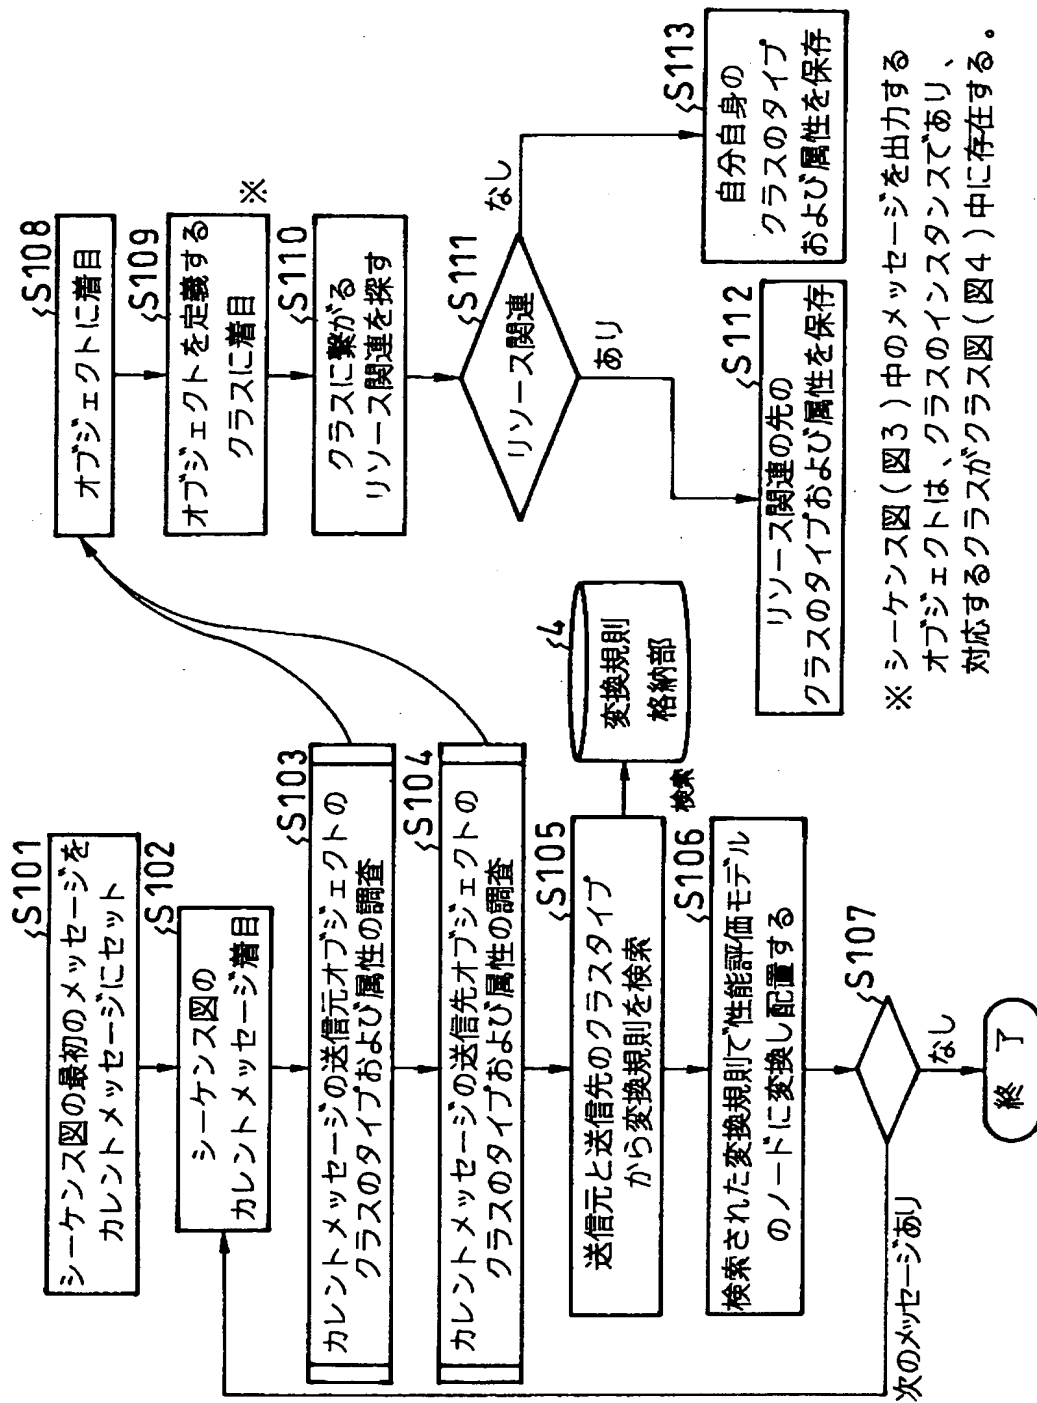 S101
シーケンス図の最初のメッセージを
カレントメッセージにセット
S102
シーケンス図の
カレントメッセージ着目
S103
カレントメッセージの送信元オブジェクトの
クラスのタイプおよび属性の調査
S104
カレントメッセージの送信先オブジェクトの
クラスのタイプおよび属性の調査
S105
送信元と送信先のクラスタイプ
から変換規則を検索
検索
4
変換規則
格納部
S106
検索された変換規則で性能評価モデル
のノードに変換し配置する
S107
次のメッセージあり
なし
終 了
S108
オブジェクトに着目
S109
オブジェクトを定義する
クラスに着目
※
S110
クラスに繋がる
リソース関連を探す
S111
リソース関連
なし
あり
S112
リソース関連の先の
クラスのタイプおよび属性を保存
S113
自分自身の
クラスのタイプ
および属性を保存
※ シーケンス図(図3)中のメッセージを出力する
オブジェクトは、クラスのインスタンスであり、
対応するクラスがクラス図(図4)中に存在する。